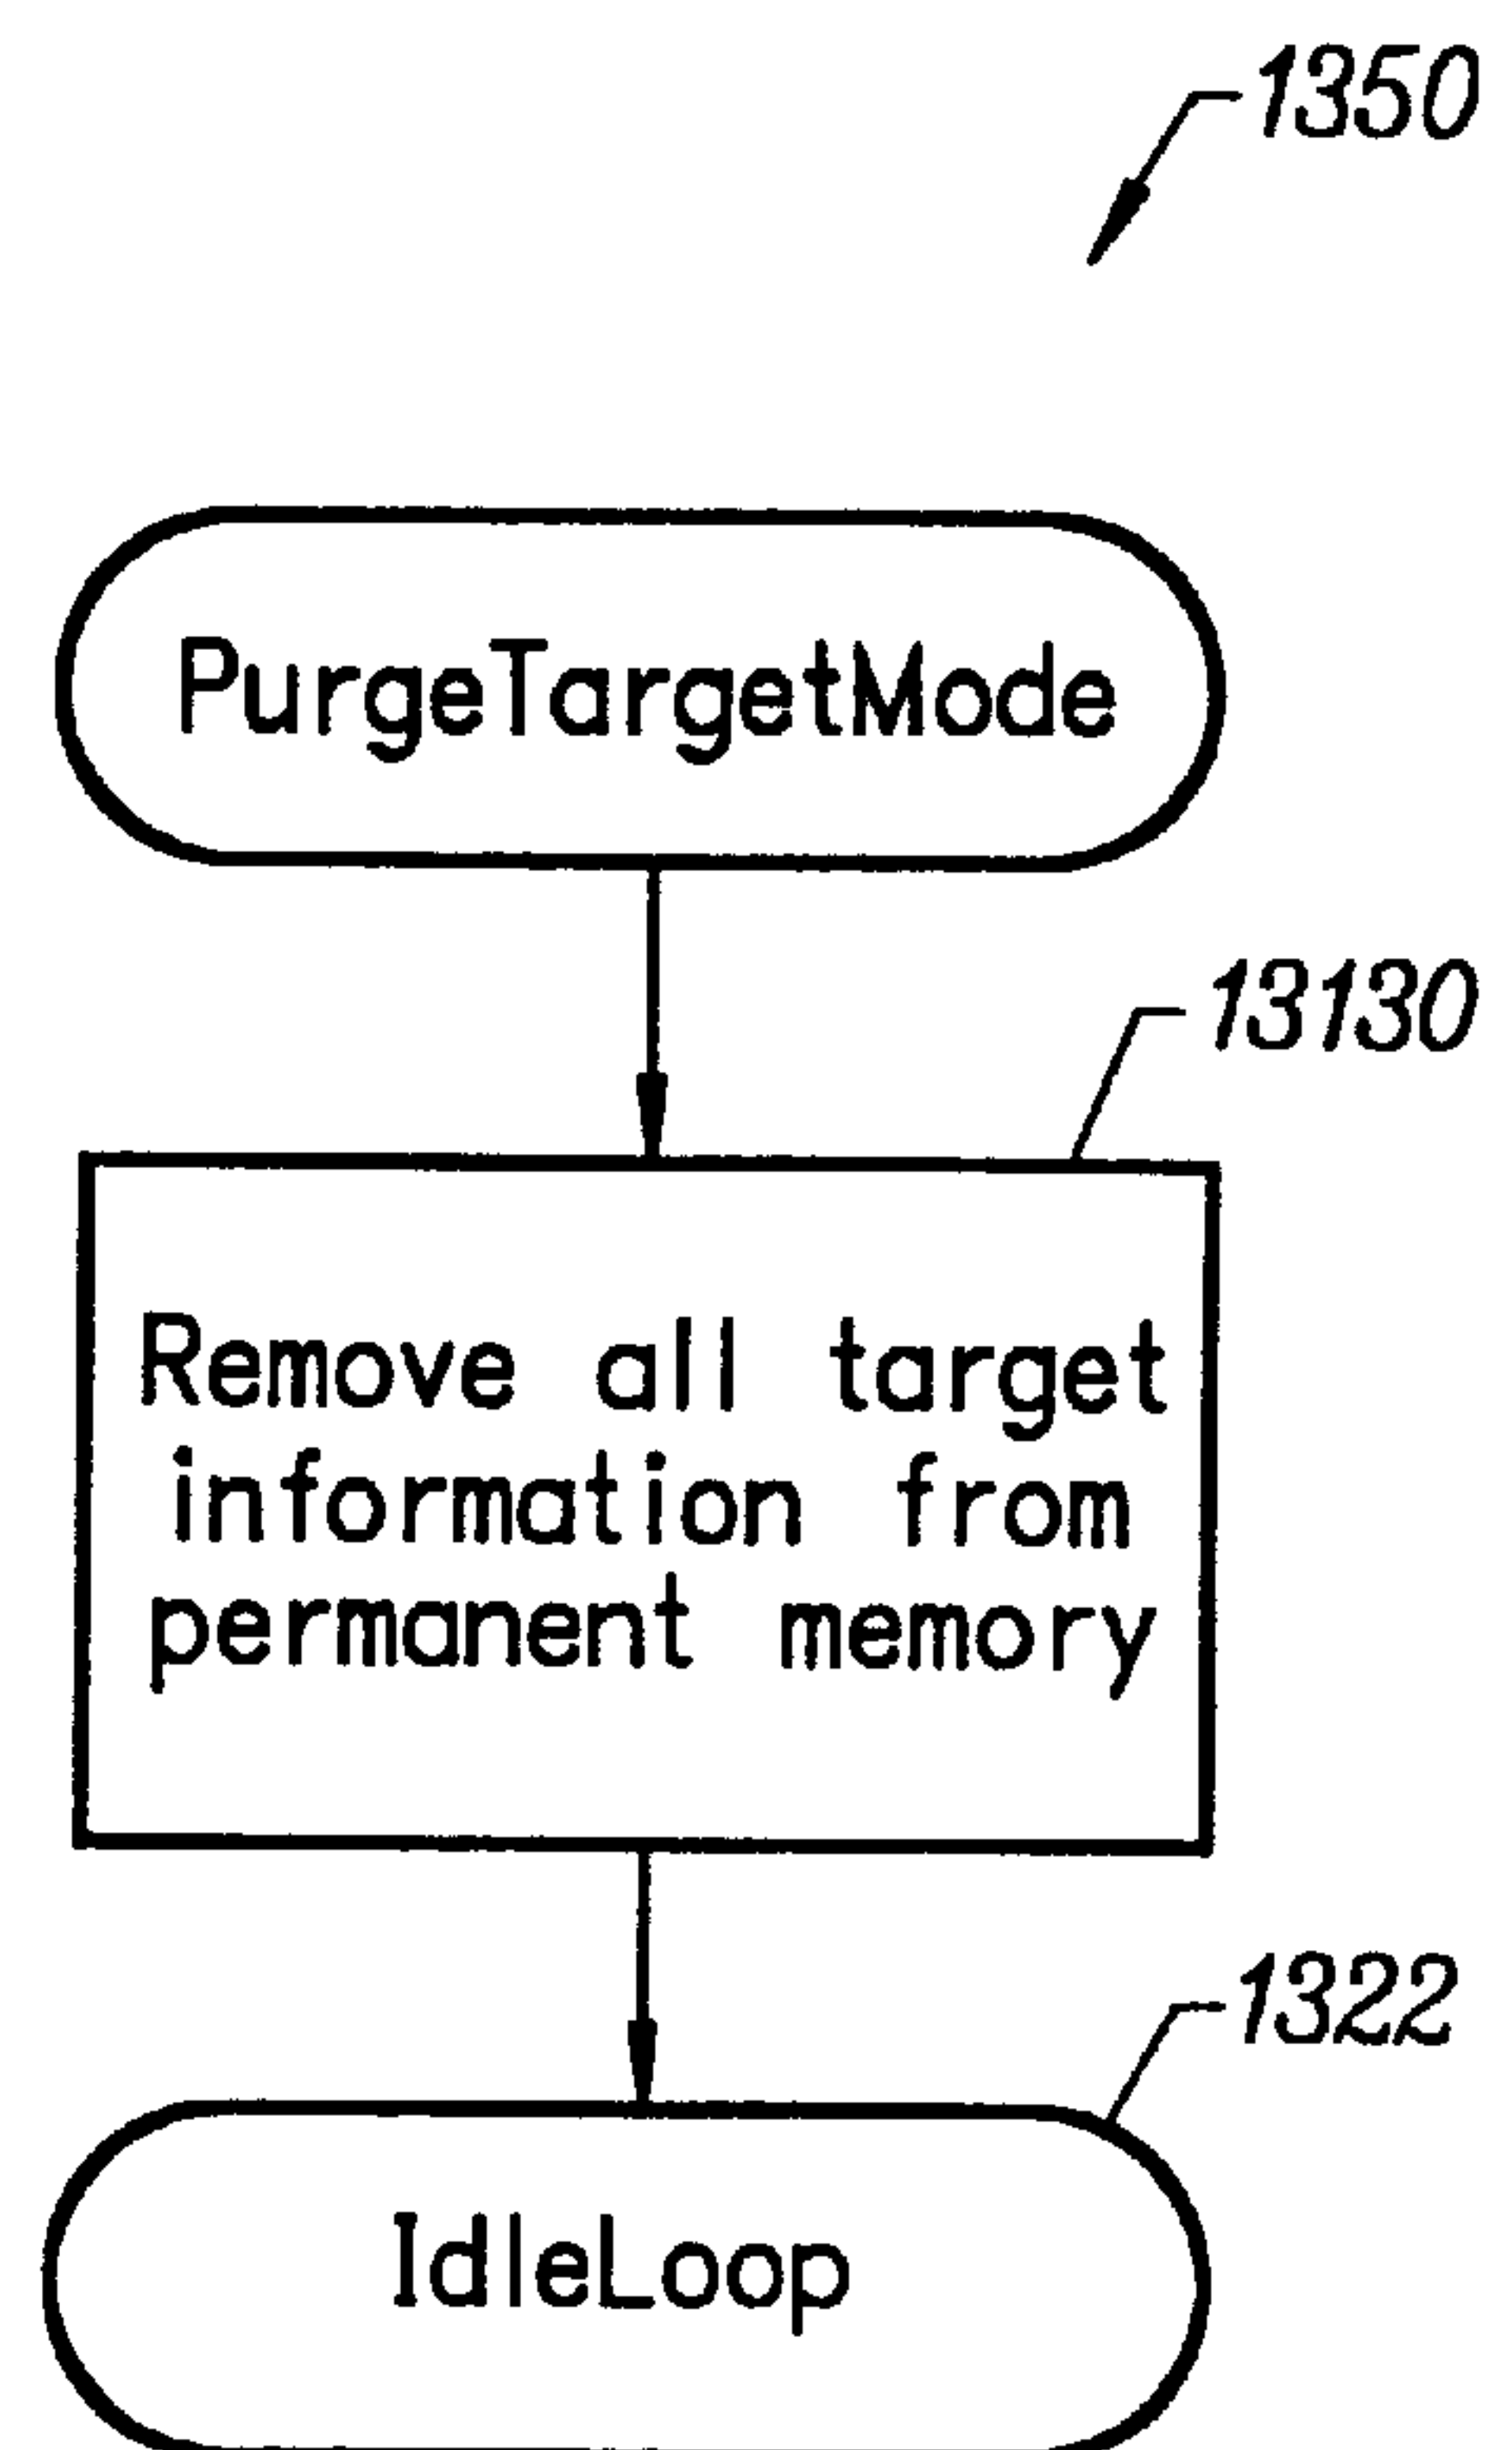 1350
PurgeTargetMode
13130
Remove all target
information from
permanent memory
1322
IdleLoop